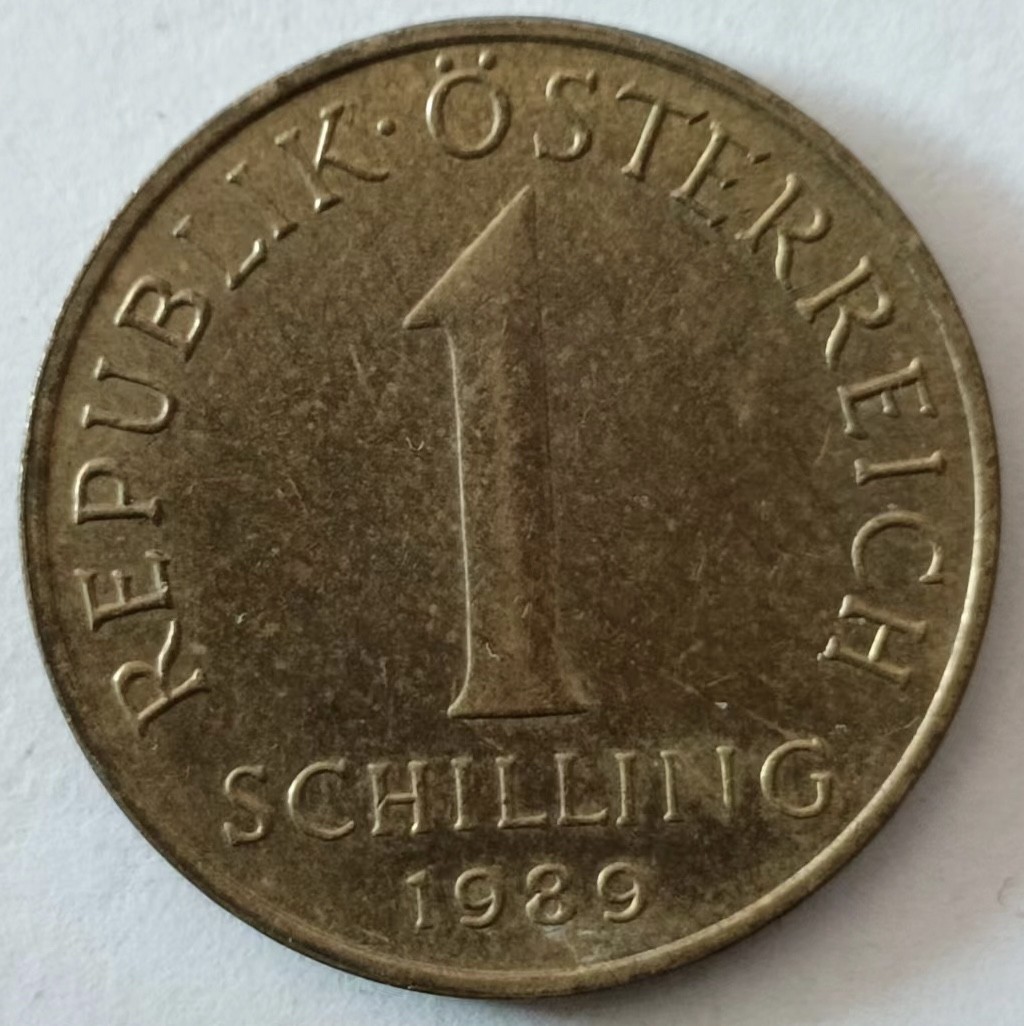 REPUBLIK · ÖSTERREICH
1
SCHILLING
1989